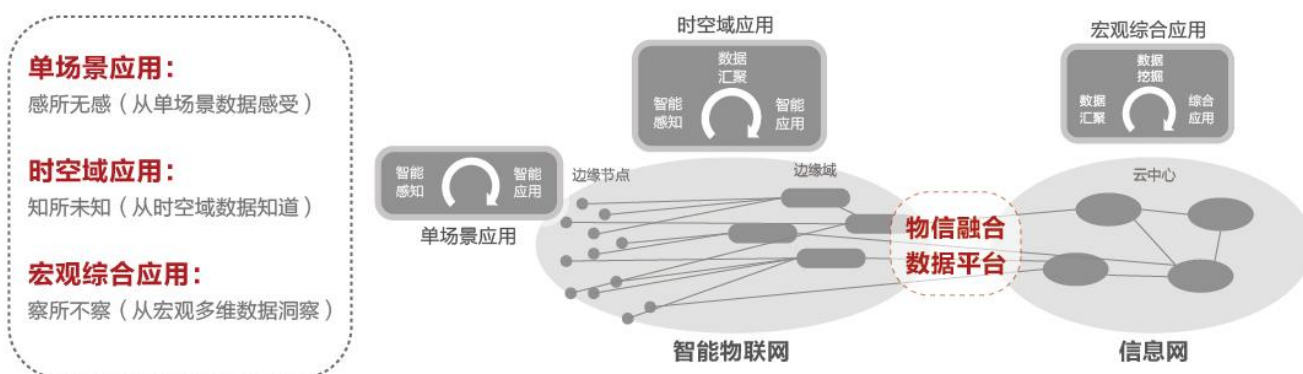 单场景应用：
感所无感（从单场景数据感受）
时空域应用：
知所未知（从时空域数据知道）
宏观综合应用：
察所不察（从宏观多维数据洞察）
智能
感知
智能
应用
单场景应用
时空域应用
数据
汇聚
智能
感知
智能
应用
宏观综合应用
数据
挖掘
数据
汇聚
综合
应用
边缘节点
边缘域
物信融合
数据平台
云中心
智能物联网
信息网